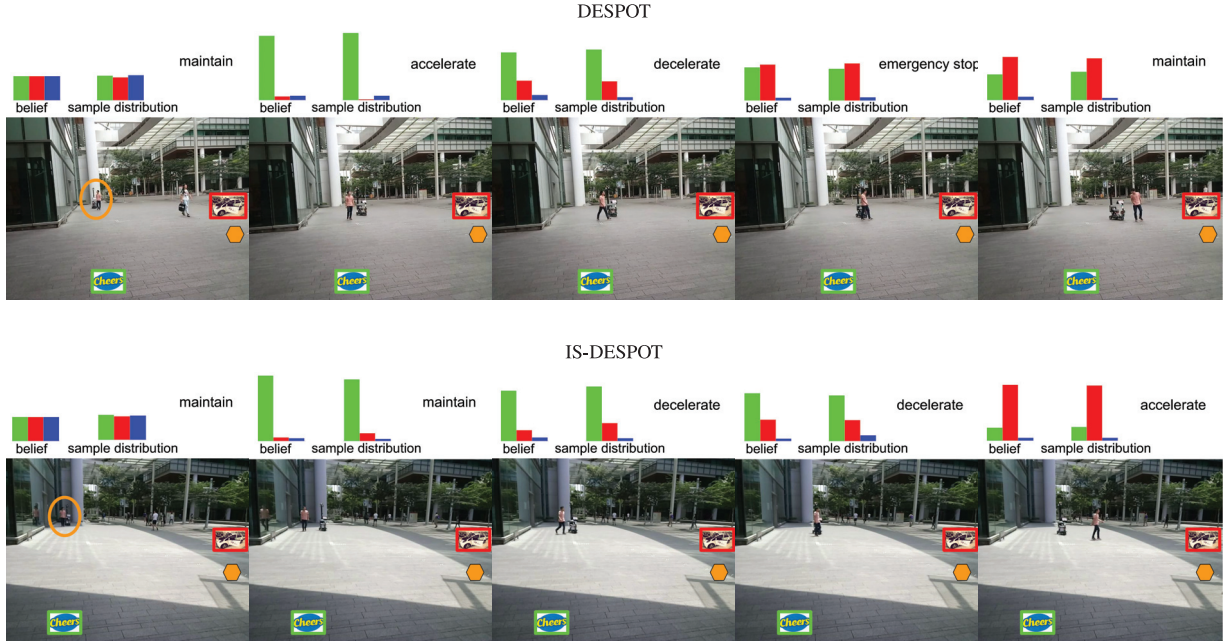 DESPOT
maintain
accelerate
decelerate
emergency stop
maintain
belief sample distribution
belief sample distribution
belief sample distribution
belief sample distribution
belief sample distribution
Cheers
Cheers
Cheers
Cheers
Cheers
IS-DESPOT
maintain
maintain
decelerate
decelerate
accelerate
belief sample distribution
belief sample distribution
belief sample distribution
belief sample distribution
belief sample distribution
Cheers
Cheers
Cheers
Cheers
Cheers